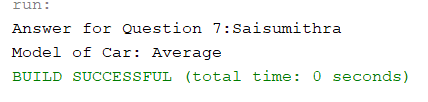 run:
Answer for Question 7:Saisumithra
Model of Car: Average
BUILD SUCCESSFUL (total time: 0 seconds)